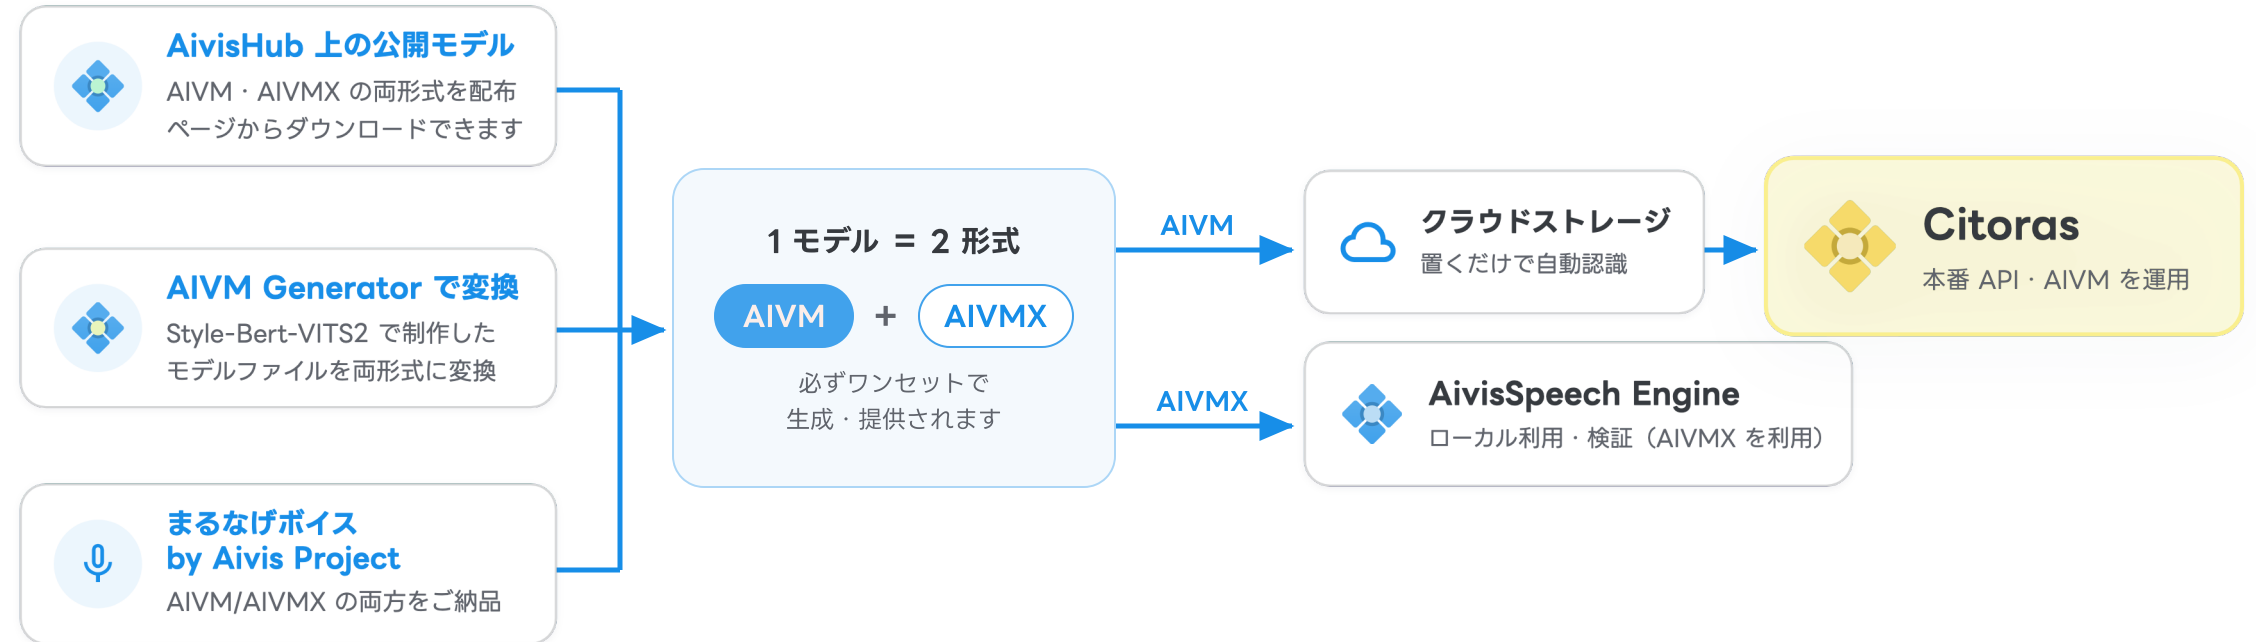 AivisHub 上の公開モデル
AIVM・AIVMX の両形式を配布
ページからダウンロードできます
AIVM Generator で変換
Style-Bert-VITS2 で制作した
モデルファイルを両形式に変換
まるなげボイス
by Aivis Project
AIVM/AIVMX の両方をご納品
1 モデル = 2 形式
AIVM + AIVMX
必ずワンセットで
生成・提供されます
AIVM
クラウドストレージ
置くだけで自動認識
Citoras
本番 API・AIVM を運用
AIVMX
AivisSpeech Engine
ローカル利用・検証（AIVMX を利用）